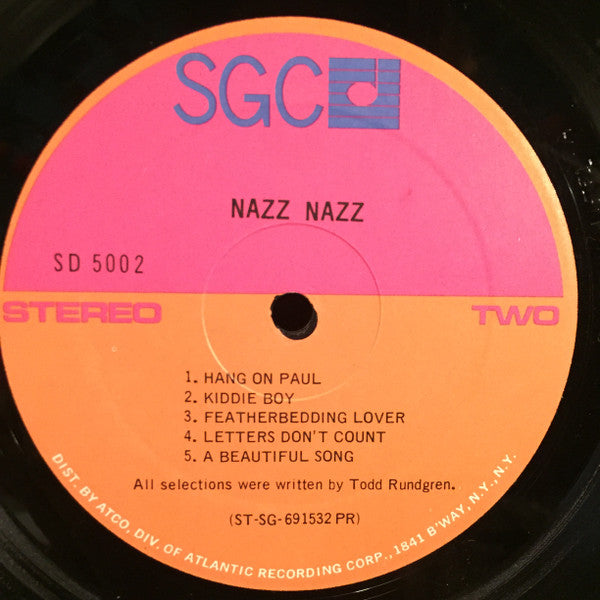 SGC
NAZZ NAZZ
SD 5002
STEREO
TWO
1. HANG ON PAUL
2. KIDDIE BOY
3. FEATHERBEDDING LOVER
4. LETTERS DON'T COUNT
5. A BEAUTIFUL SONG
All selections were written by Todd Rundgren.
(ST-SG-691532 PR)
DIST. BY ATCO, DIV. OF ATLANTIC RECORDING CORP., 1841 B'WAY, N.Y., N.Y.